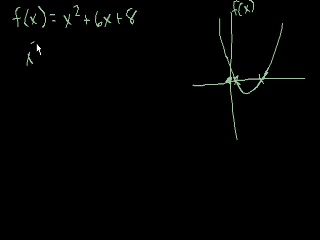 f(x) = x² + 6x + 8
f(x)
x